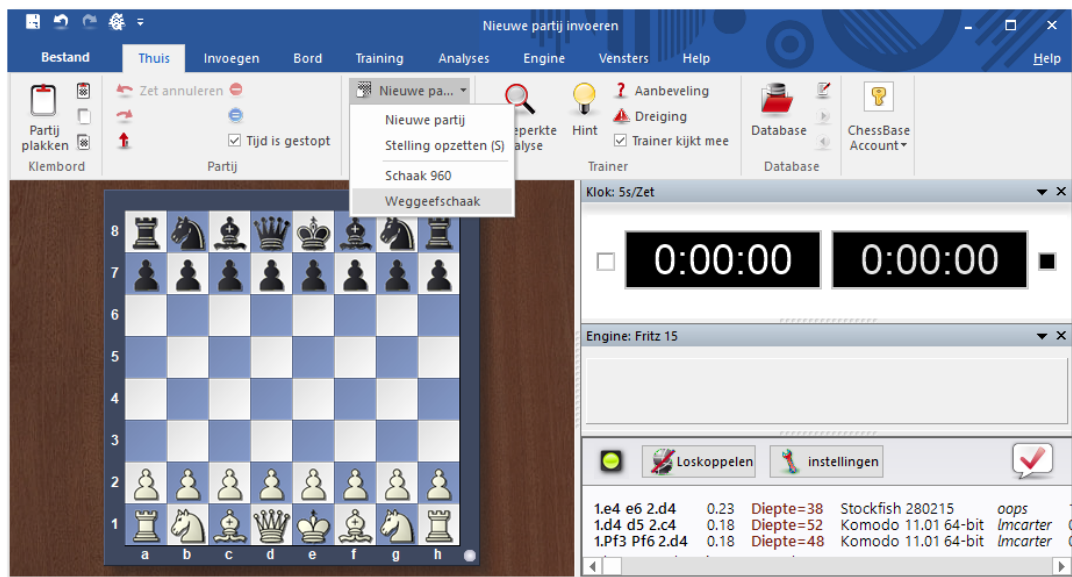 Nieuwe partij invoeren
Bestand Thuis Invoegen Bord Training Analyses Engine Vensters Help Help
Partij plakken
Klembord
Zet annuleren
Tijd is gestopt
Partij
Nieuwe pa...
Nieuwe partij
Stelling opzetten (S)
Schaak 960
Weggeefschaak
Hint
Aanbeveling
Dreiging
Trainer kijkt mee
Trainer
Database
Database
ChessBase
Account
8
7
6
5
4
3
2
1
a b c d e f g h
Klok: 5s/Zet
0:00:00 0:00:00
Engine: Fritz 15
Loskoppelen instellingen
1.e4 e6 2.d4 0.23 Diepte=38 Stockfish 280215 oops
1.d4 d5 2.c4 0.18 Diepte=52 Komodo 11.01 64-bit lmcarter
1.Pf3 Pf6 2.d4 0.18 Diepte=48 Komodo 11.01 64-bit lmcarter